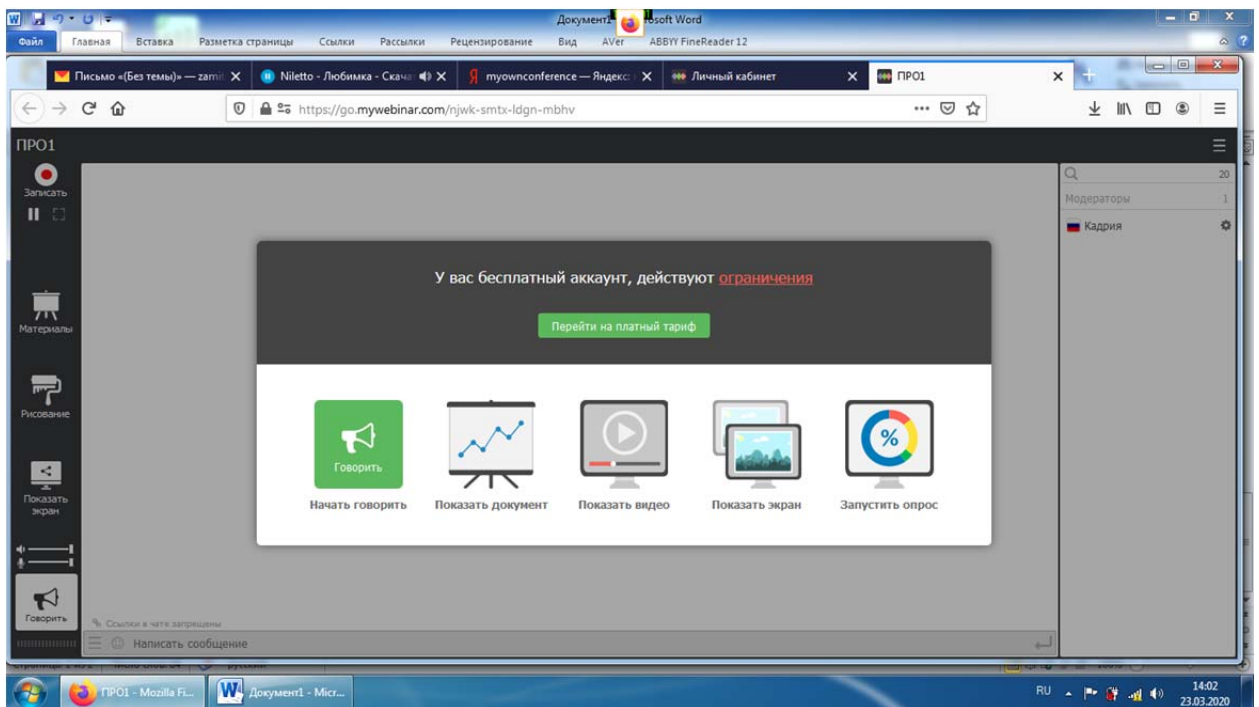 Документ1 - Microsoft Word
Файл Главная Вставка Разметка страницы Ссылки Рассылки Рецензирование Вид AVer ABBYY FineReader 12
Письмо «(Без темы)» — zami Niletto - Любимка - Скача myownconference — Яндекс: Личный кабинет ПРО1
https://go.mywebinar.com/njwk-smtx-ldgn-mbhv
ПРО1
Записать
20
Модераторы 1
Кадрия
У вас бесплатный аккаунт, действуют ограничения
Перейти на платный тариф
Материалы
Рисование
Говорить
%
Начать говорить Показать документ Показать видео Показать экран Запустить опрос
Показать
экран
Говорить
Ссылки в чате запрещены
Написать сообщение
ПРО1 - Mozilla Fi... Документ1 - Micr... RU 14:02
23.03.2020